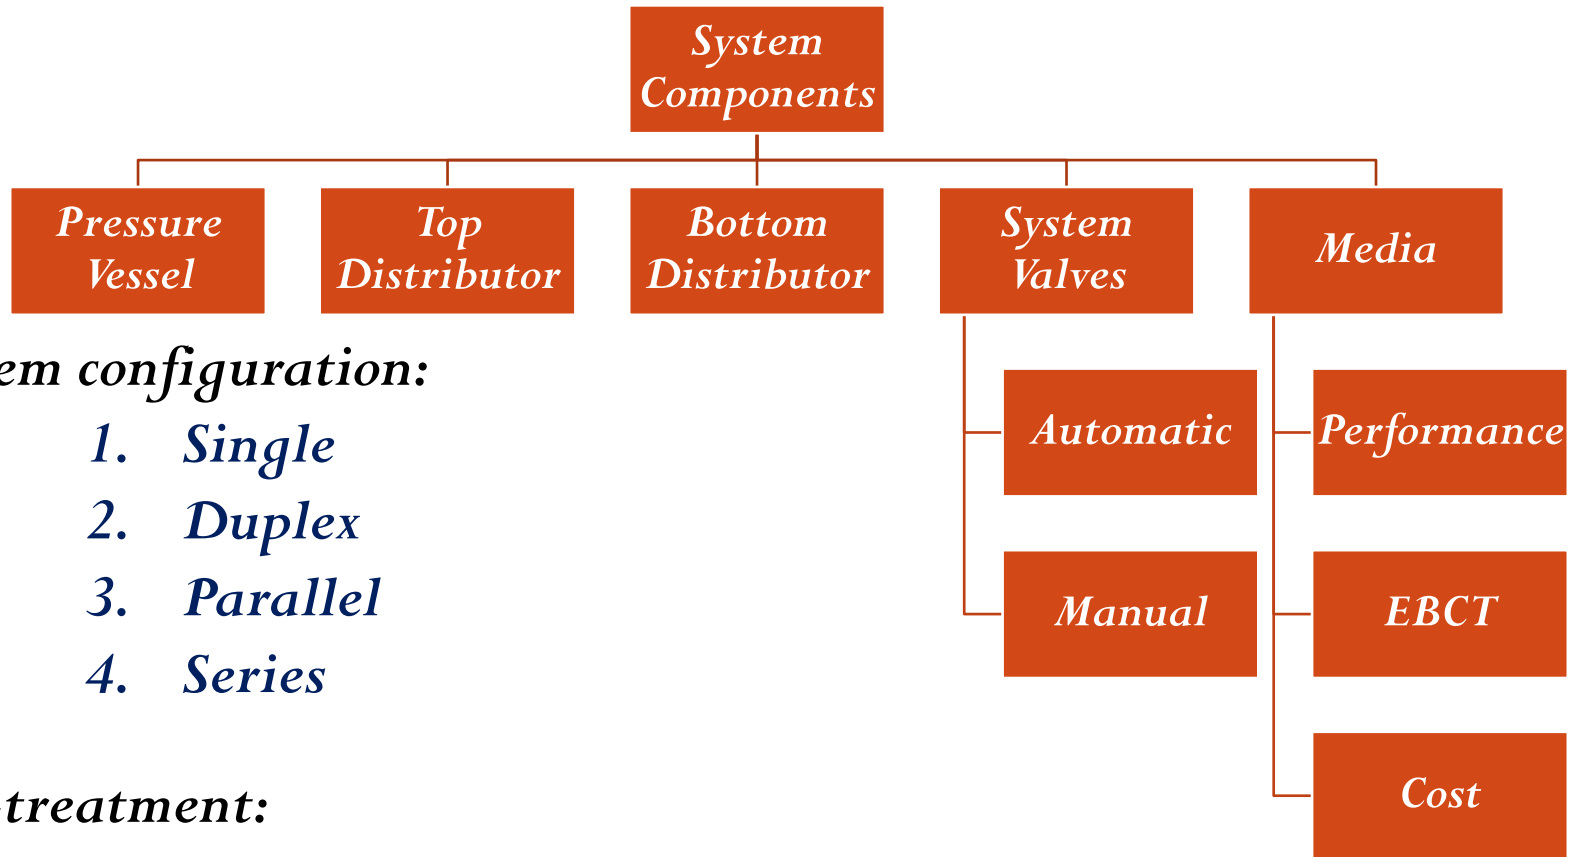 System
Components
Pressure
Vessel
Top
Distributor
Bottom
Distributor
System
Valves
Media
em configuration:
1. Single
2. Duplex
3. Parallel
4. Series
Automatic
Manual
Performance
EBCT
Cost
-treatment: